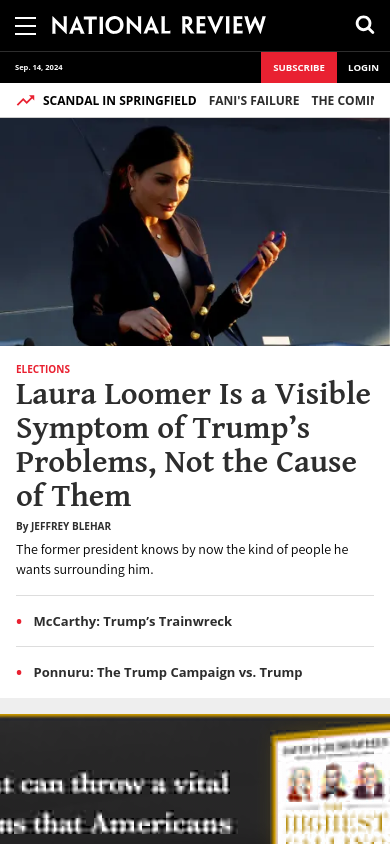 NATIONAL REVIEW
Sep. 14, 2024
SUBSCRIBE
LOGIN
SCANDAL IN SPRINGFIELD FANI'S FAILURE THE COMIN
ELECTIONS
Laura Loomer Is a Visible
Symptom of Trump’s
Problems, Not the Cause
of Them
By JEFFREY BLEHAR
The former president knows by now the kind of people he
wants surrounding him.
McCarthy: Trump’s Trainwreck
Ponnuru: The Trump Campaign vs. Trump
t can throw a vital
ns that Americans
THE
HIGHEST
CALLING